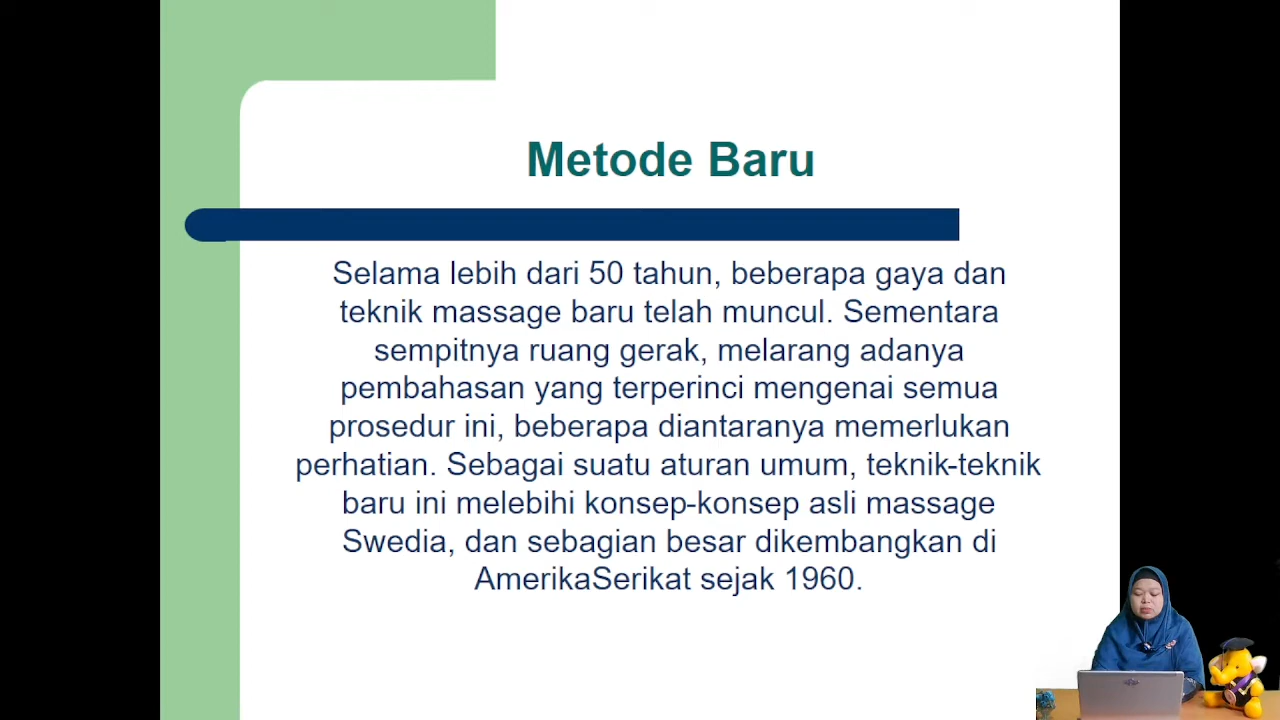 Metode Baru
Selama lebih dari 50 tahun, beberapa gaya dan
teknik massage baru telah muncul. Sementara
sempitnya ruang gerak, melarang adanya
pembahasan yang terperinci mengenai semua
prosedur ini, beberapa diantaranya memerlukan
perhatian. Sebagai suatu aturan umum, teknik-teknik
baru ini melebihi konsep-konsep asli massage
Swedia, dan sebagian besar dikembangkan di
AmerikaSerikat sejak 1960.